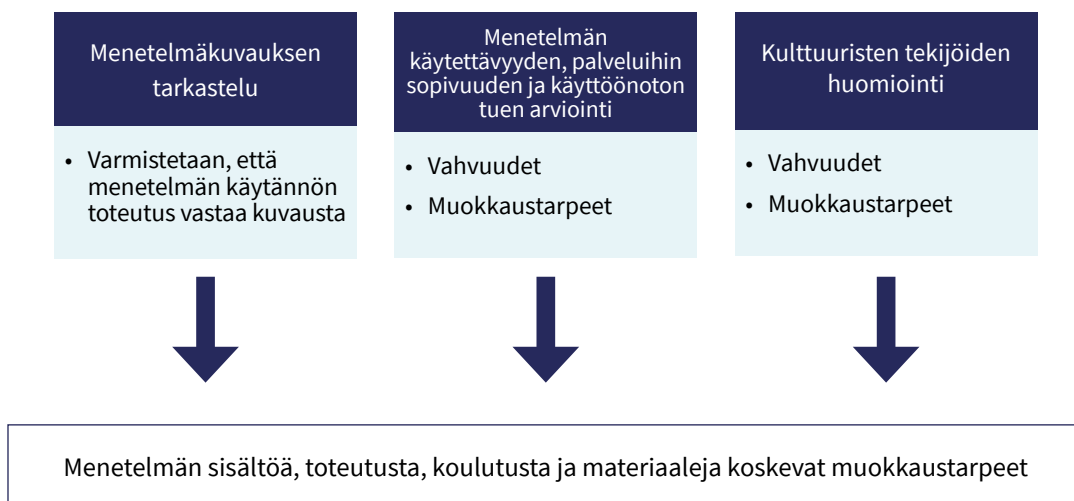 Menetelmäkuvauksen
tarkastelu
• Varmistetaan, että
menetelmän käytännön
toteutus vastaa kuvausta
Menetelmän
käytettävyyden, palveluihin
sopivuuden ja käyttöönoton
tuen arviointi
• Vahvuudet
• Muokkaustarpeet
Kulttuuristen tekijöiden
huomiointi
• Vahvuudet
• Muokkaustarpeet
Menetelmän sisältöä, toteutusta, koulutusta ja materiaaleja koskevat muokkaustarpeet